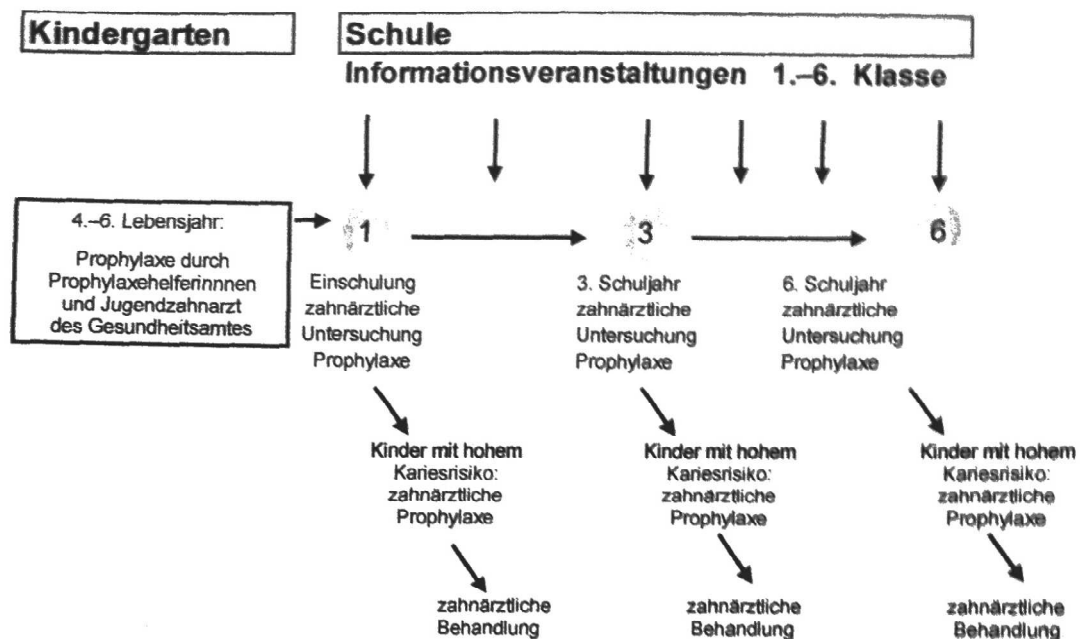 Kindergarten
Schule
Informationsveranstaltungen 1.–6. Klasse
4.–6. Lebensjahr:
Prophylaxe durch
Prophylaxehelferinnnen
und Jugendzahnarzt
des Gesundheitsamtes
1
3
6
Einschulung
zahnärztliche
Untersuchung
Prophylaxe
3. Schuljahr
zahnärztliche
Untersuchung
Prophylaxe
6. Schuljahr
zahnärztliche
Untersuchung
Prophylaxe
Kinder mit hohem
Kariesrisiko:
zahnärztliche
Prophylaxe
Kinder mit hohem
Kariesrisiko:
zahnärztliche
Prophylaxe
Kinder mit hohem
Kariesrisiko:
zahnärztliche
Prophylaxe
zahnärztliche
Behandlung
zahnärztliche
Behandlung
zahnärztliche
Behandlung